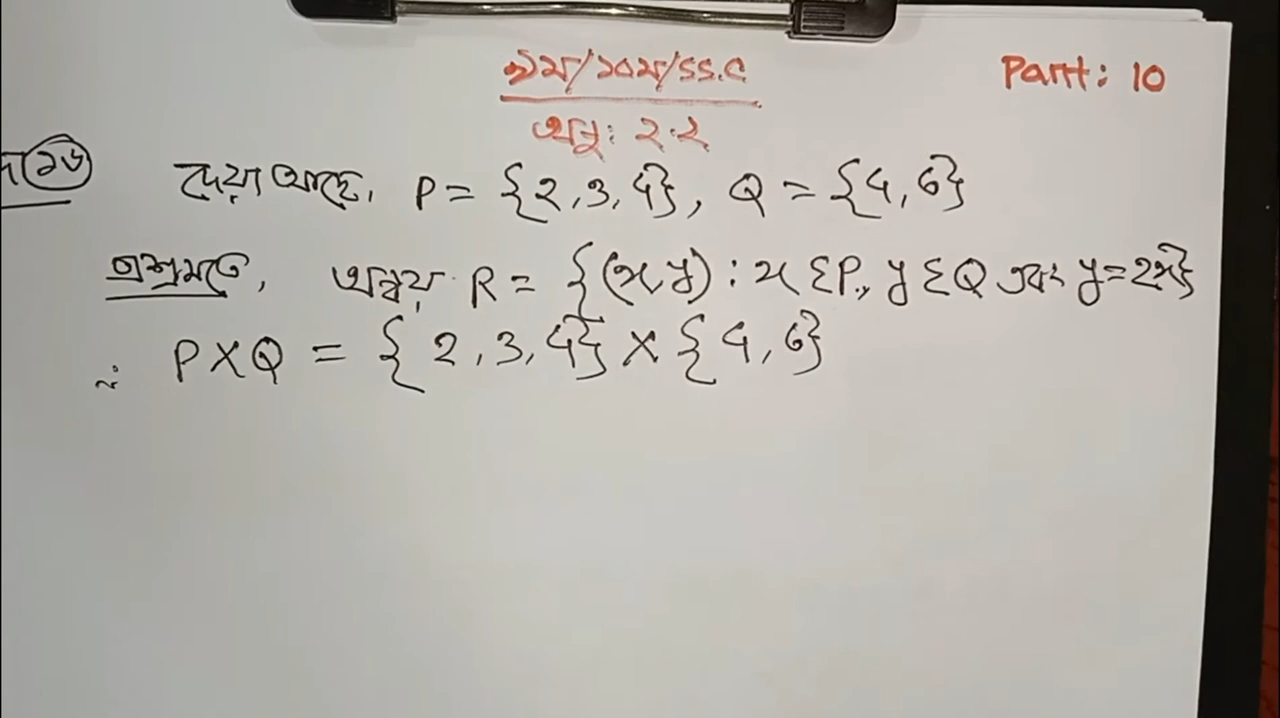 ৯ম/১০ম/SS.C
Part: 10
অনু: ২.২
১৬
দেয়া আছে, P = {2,3,4}, Q = {4,6}
প্রশ্নমতে, অন্বয় R = {(x,y) : x ∈ P, y ∈ Q এবং y = 2x}
∴ P X Q = {2,3,4} X {4,6}